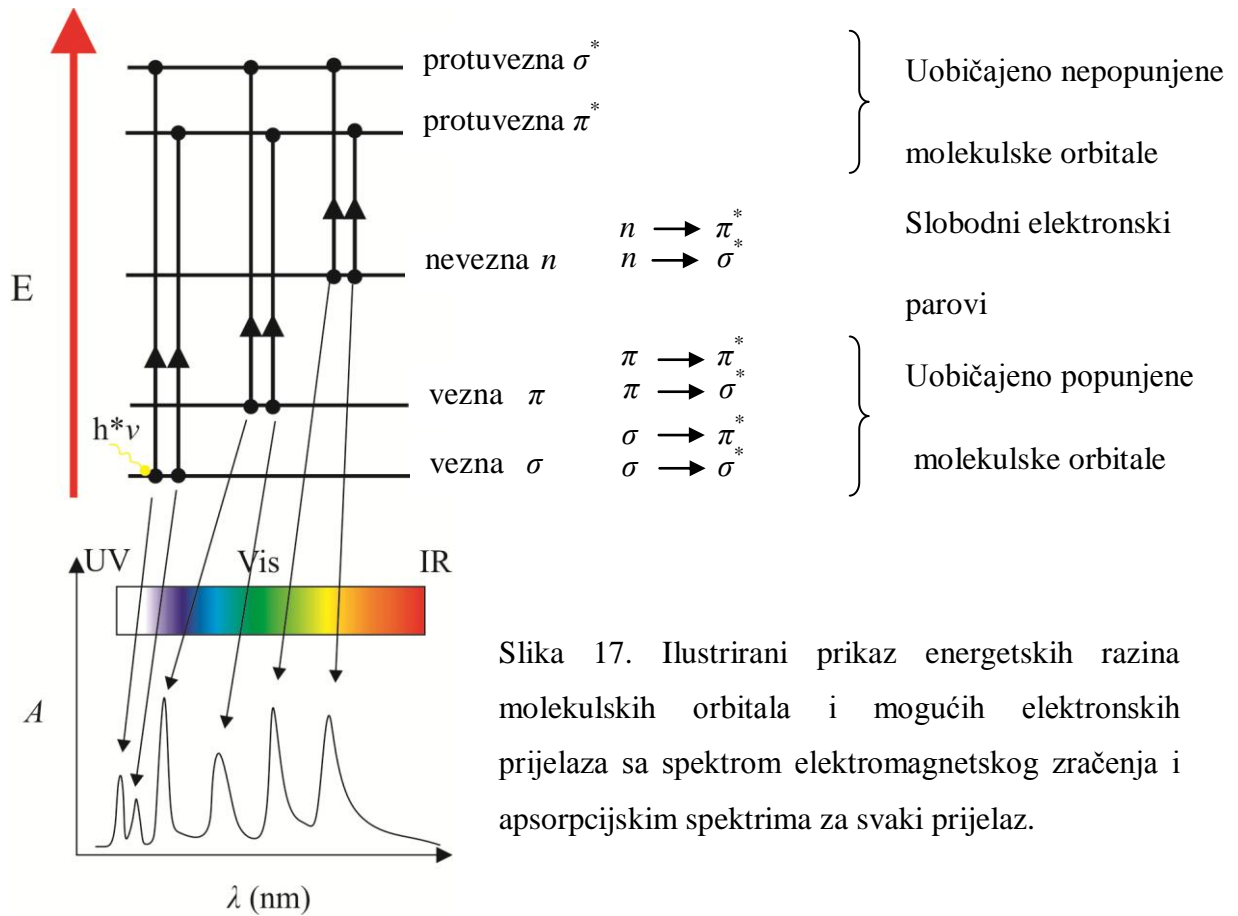 protuvezna σ*
Uobičajeno nepopunjene
protuvezna π*
molekulske orbitale
E
n → π*
Slobodni elektronski
nevezna n
n → σ*
parovi
π → π*
Uobičajeno popunjene
vezna π
π → σ*
h*ν
σ → π*
vezna σ
σ → σ*
molekulske orbitale
UV Vis IR
A
λ (nm)
Slika 17. Ilustrirani prikaz energetskih razina
molekulskih orbitala i mogućih elektronskih
prijelaza sa spektrom elektromagnetskog zračenja i
apsorpcijskim spektrima za svaki prijelaz.